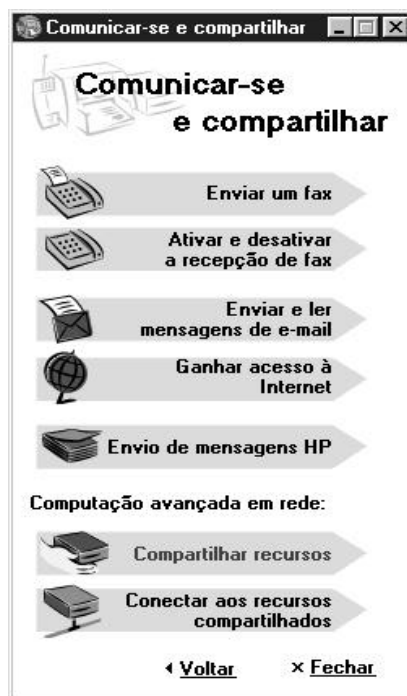 Comunicar-se e compartilhar
Comunicar-se
e compartilhar
Enviar um fax
Ativar e desativar
a recepção de fax
Enviar e ler
mensagens de e-mail
Ganhar acesso à
Internet
Envio de mensagens HP
Computação avançada em rede:
Compartilhar recursos
Conectar aos recursos
compartilhados
Voltar × Fechar